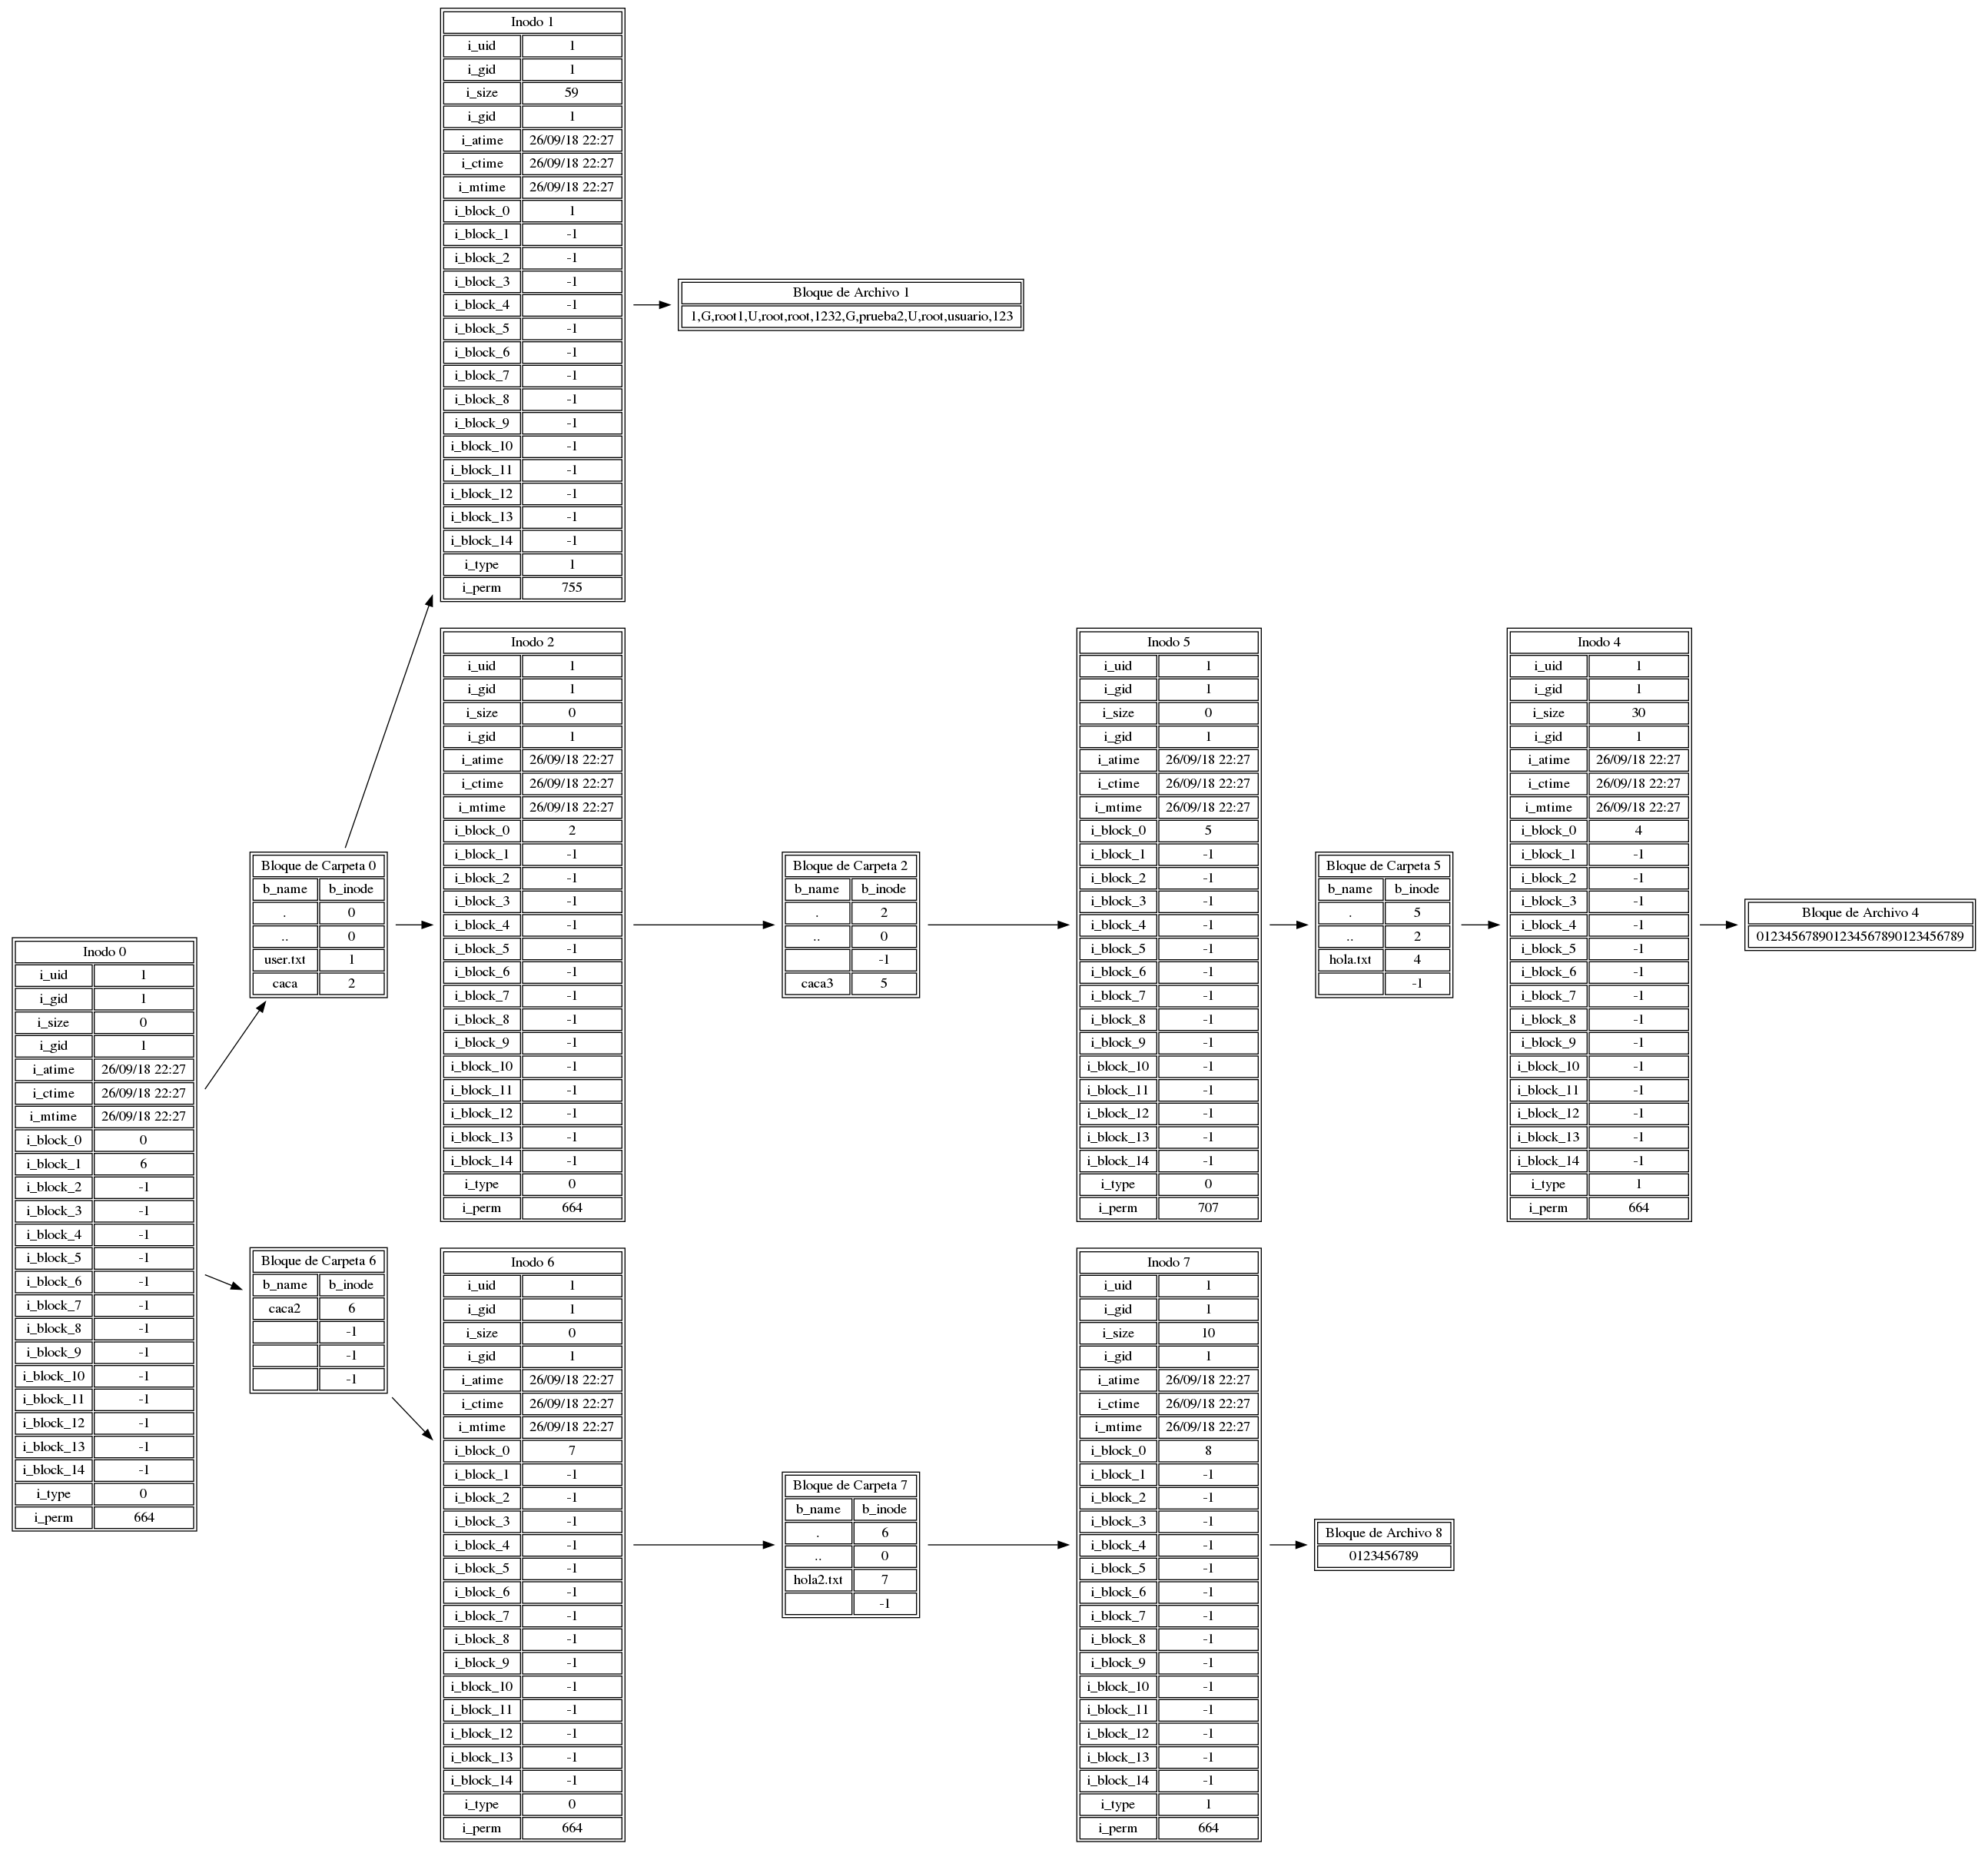 Inodo 1
i_uid 1
i_gid 1
i_size 59
i_gid 1
i_atime 26/09/18 22:27
i_ctime 26/09/18 22:27
i_mtime 26/09/18 22:27
i_block_0 1
i_block_1 -1
i_block_2 -1
i_block_3 -1
i_block_4 -1
i_block_5 -1
i_block_6 -1
i_block_7 -1
i_block_8 -1
i_block_9 -1
i_block_10 -1
i_block_11 -1
i_block_12 -1
i_block_13 -1
i_block_14 -1
i_type 1
i_perm 755
Bloque de Archivo 1
1,G,root1,U,root,root,1232,G,prueba2,U,root,usuario,123
Inodo 0
i_uid 1
i_gid 1
i_size 0
i_gid 1
i_atime 26/09/18 22:27
i_ctime 26/09/18 22:27
i_mtime 26/09/18 22:27
i_block_0 0
i_block_1 6
i_block_2 -1
i_block_3 -1
i_block_4 -1
i_block_5 -1
i_block_6 -1
i_block_7 -1
i_block_8 -1
i_block_9 -1
i_block_10 -1
i_block_11 -1
i_block_12 -1
i_block_13 -1
i_block_14 -1
i_type 0
i_perm 664
Bloque de Carpeta 0
b_name b_inode
. 0
.. 0
user.txt 1
caca 2
Inodo 2
i_uid 1
i_gid 1
i_size 0
i_gid 1
i_atime 26/09/18 22:27
i_ctime 26/09/18 22:27
i_mtime 26/09/18 22:27
i_block_0 2
i_block_1 -1
i_block_2 -1
i_block_3 -1
i_block_4 -1
i_block_5 -1
i_block_6 -1
i_block_7 -1
i_block_8 -1
i_block_9 -1
i_block_10 -1
i_block_11 -1
i_block_12 -1
i_block_13 -1
i_block_14 -1
i_type 0
i_perm 664
Bloque de Carpeta 2
b_name b_inode
. 2
.. 0
-1
caca3 5
Inodo 5
i_uid 1
i_gid 1
i_size 0
i_gid 1
i_atime 26/09/18 22:27
i_ctime 26/09/18 22:27
i_mtime 26/09/18 22:27
i_block_0 5
i_block_1 -1
i_block_2 -1
i_block_3 -1
i_block_4 -1
i_block_5 -1
i_block_6 -1
i_block_7 -1
i_block_8 -1
i_block_9 -1
i_block_10 -1
i_block_11 -1
i_block_12 -1
i_block_13 -1
i_block_14 -1
i_type 0
i_perm 707
Bloque de Carpeta 5
b_name b_inode
. 5
.. 2
hola.txt 4
-1
Inodo 4
i_uid 1
i_gid 1
i_size 30
i_gid 1
i_atime 26/09/18 22:27
i_ctime 26/09/18 22:27
i_mtime 26/09/18 22:27
i_block_0 4
i_block_1 -1
i_block_2 -1
i_block_3 -1
i_block_4 -1
i_block_5 -1
i_block_6 -1
i_block_7 -1
i_block_8 -1
i_block_9 -1
i_block_10 -1
i_block_11 -1
i_block_12 -1
i_block_13 -1
i_block_14 -1
i_type 1
i_perm 664
Bloque de Archivo 4
012345678901234567890123456789
Bloque de Carpeta 6
b_name b_inode
caca2 6
-1
-1
-1
Inodo 6
i_uid 1
i_gid 1
i_size 0
i_gid 1
i_atime 26/09/18 22:27
i_ctime 26/09/18 22:27
i_mtime 26/09/18 22:27
i_block_0 7
i_block_1 -1
i_block_2 -1
i_block_3 -1
i_block_4 -1
i_block_5 -1
i_block_6 -1
i_block_7 -1
i_block_8 -1
i_block_9 -1
i_block_10 -1
i_block_11 -1
i_block_12 -1
i_block_13 -1
i_block_14 -1
i_type 0
i_perm 664
Bloque de Carpeta 7
b_name b_inode
. 6
.. 0
hola2.txt 7
-1
Inodo 7
i_uid 1
i_gid 1
i_size 10
i_gid 1
i_atime 26/09/18 22:27
i_ctime 26/09/18 22:27
i_mtime 26/09/18 22:27
i_block_0 8
i_block_1 -1
i_block_2 -1
i_block_3 -1
i_block_4 -1
i_block_5 -1
i_block_6 -1
i_block_7 -1
i_block_8 -1
i_block_9 -1
i_block_10 -1
i_block_11 -1
i_block_12 -1
i_block_13 -1
i_block_14 -1
i_type 1
i_perm 664
Bloque de Archivo 8
0123456789